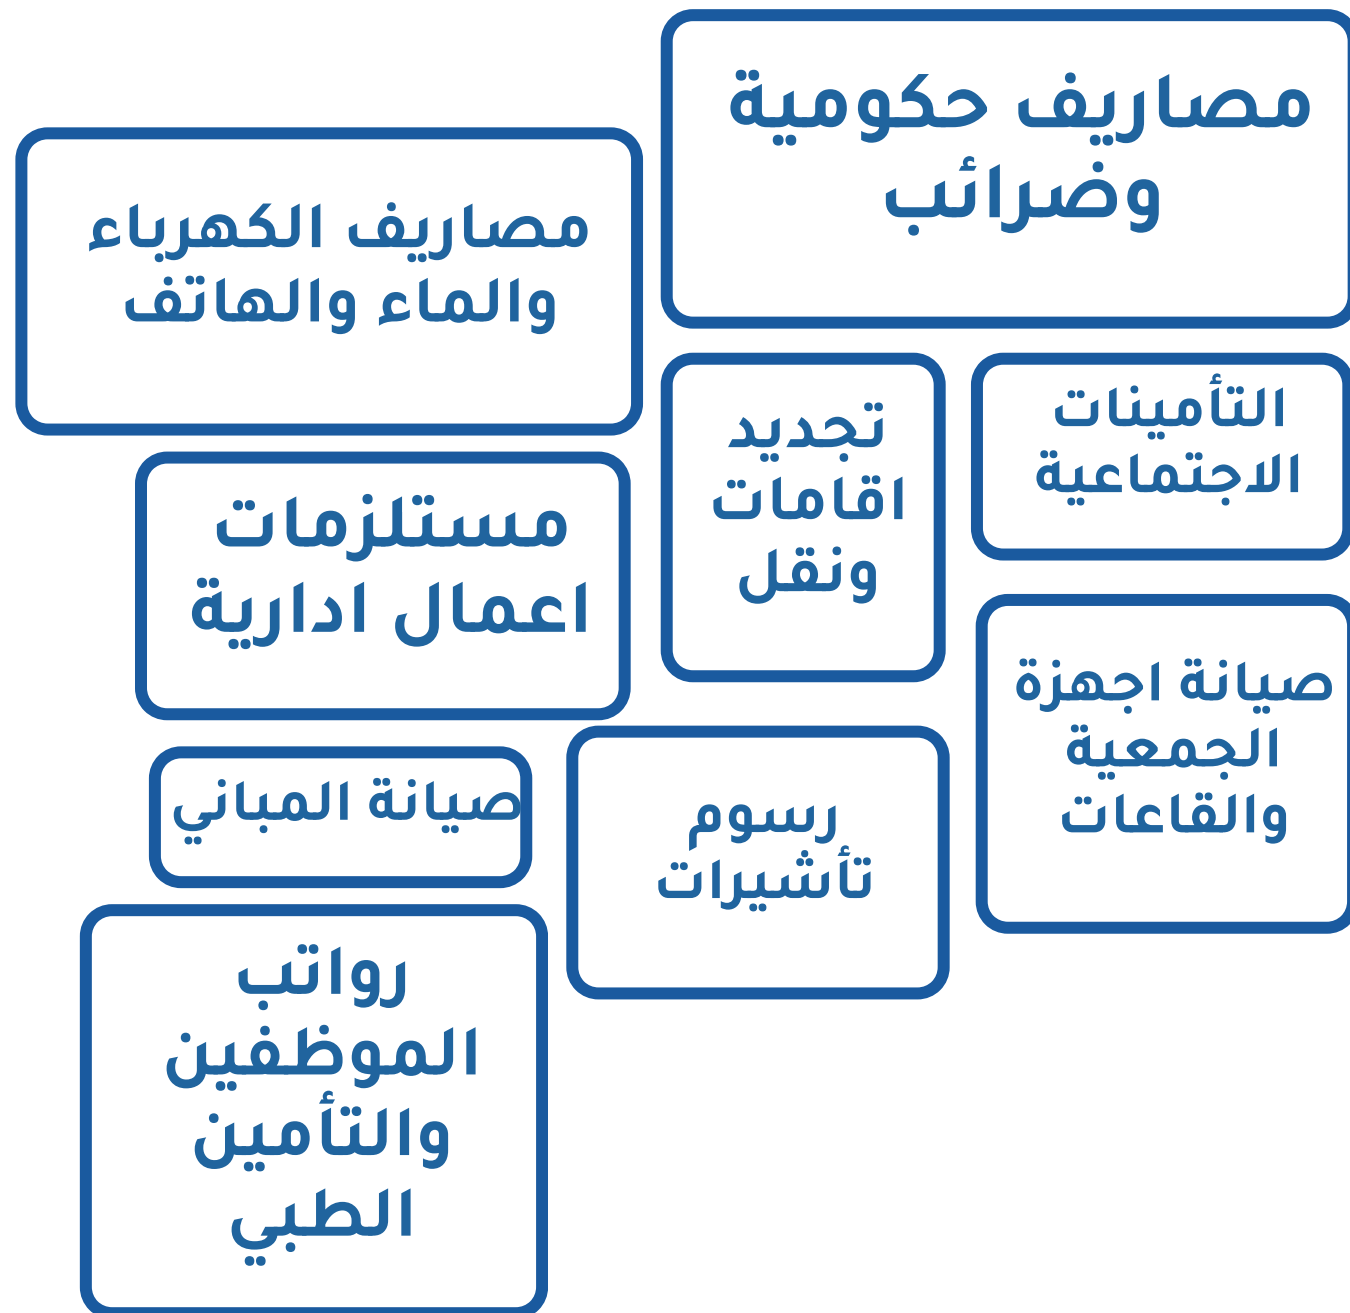 مصاريف حكومية
وضرائب
مصاريف الكهرباء
والماء والهاتف
التأمينات
الاجتماعية
تجديد
اقامات
ونقل
مستلزمات
اعمال ادارية
صيانة اجهزة
الجمعية
والقاعات
رسوم
تأشيرات
صيانة المباني
رواتب
الموظفين
والتأمين
الطبي